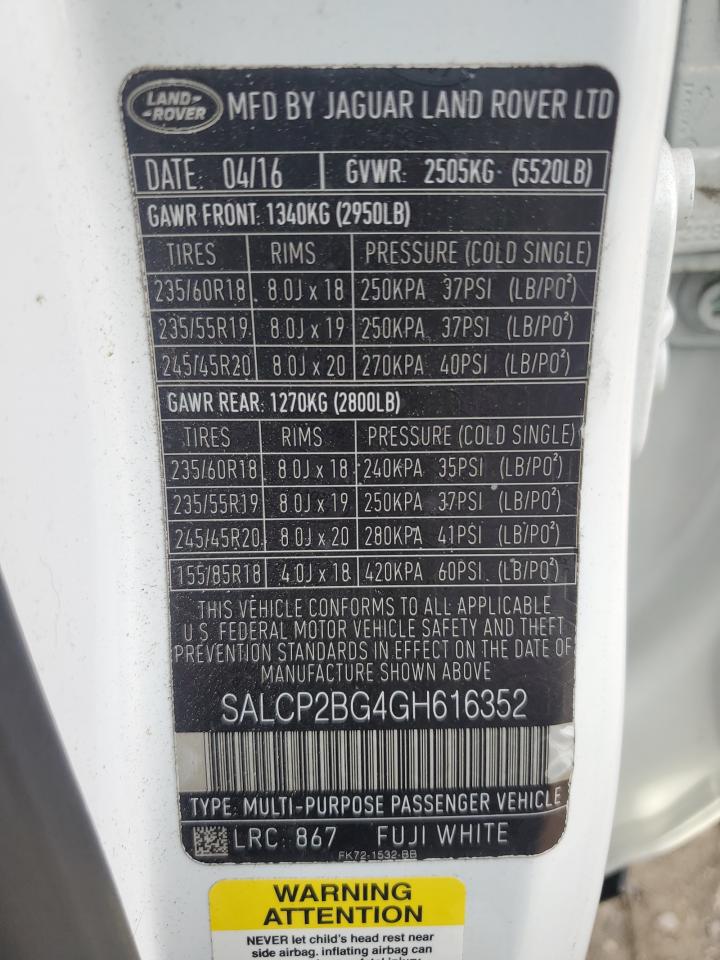 LAND-
-ROVER
MFD BY JAGUAR LAND ROVER LTD
DATE: 04/16 GVWR: 2505KG (5520LB)
GAWR FRONT: 1340KG (2950LB)
TIRES RIMS PRESSURE (COLD SINGLE)
235/60R18 8.0J x 18 250KPA 37PSI (LB/PO²)
235/55R19 8.0J x 19 250KPA 37PSI (LB/PO²)
245/45R20 8.0J x 20 270KPA 40PSI (LB/PO²)
GAWR REAR: 1270KG (2800LB)
TIRES RIMS PRESSURE (COLD SINGLE)
235/60R18 8.0J x 18 240KPA 35PSI (LB/PO²)
235/55R19 8.0J x 19 250KPA 37PSI (LB/PO²)
245/45R20 8.0J x 20 280KPA 41PSI (LB/PO²)
155/85R18 4.0J x 18 420KPA 60PSI (LB/PO²)
THIS VEHICLE CONFORMS TO ALL APPLICABLE
U.S. FEDERAL MOTOR VEHICLE SAFETY AND THEFT
PREVENTION STANDARDS IN EFFECT ON THE DATE OF
MANUFACTURE SHOWN ABOVE
SALCP2BG4GH616352
TYPE: MULTI-PURPOSE PASSENGER VEHICLE
LRC: 867 FUJI WHITE
FK72-1532-BB
WARNING
ATTENTION
NEVER let child's head rest near
side airbag. inflating airbag can